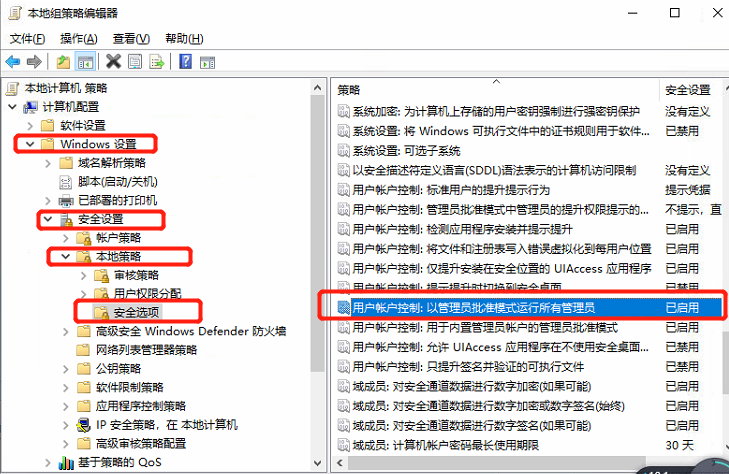 本地组策略编辑器
文件(F) 操作(A) 查看(V) 帮助(H)
本地计算机 策略
计算机配置
软件设置
Windows 设置
域名解析策略
脚本(启动/关机)
已部署的打印机
安全设置
帐户策略
本地策略
审核策略
用户权限分配
安全选项
高级安全 Windows Defender 防火墙
网络列表管理器策略
公钥策略
软件限制策略
应用程序控制策略
IP 安全策略，在 本地计算机
高级审核策略配置
基于策略的 QoS
策略 安全设置
系统加密: 为计算机上存储的用户密钥强制进行强密钥保护 没有定义
系统设置: 将 Windows 可执行文件中的证书规则用于软件... 已禁用
系统设置: 可选子系统
以安全描述符定义语言(SDDL)语法表示的计算机访问限制 没有定义
用户帐户控制: 标准用户的提升提示行为 提示凭据
用户帐户控制: 管理员批准模式中管理员的提升权限提示的... 不提示，直
用户帐户控制: 检测应用程序安装并提示提升 已启用
用户帐户控制: 将文件和注册表写入错误虚拟化到每用户位置 已启用
用户帐户控制: 仅提升安装在安全位置的 UIAccess 应用程序 已启用
用户帐户控制: 提示提升时切换到安全桌面 已禁用
用户帐户控制: 以管理员批准模式运行所有管理员 已启用
用户帐户控制: 用于内置管理员帐户的管理员批准模式 已启用
用户帐户控制: 允许 UIAccess 应用程序在不使用安全桌面... 已禁用
用户帐户控制: 只提升签名并验证的可执行文件 已禁用
域成员: 对安全通道数据进行数字加密(如果可能) 已启用
域成员: 对安全通道数据进行数字加密或数字签名(始终) 已启用
域成员: 对安全通道数据进行数字签名(如果可能) 已启用
域成员: 计算机帐户密码最长使用期限 30 天